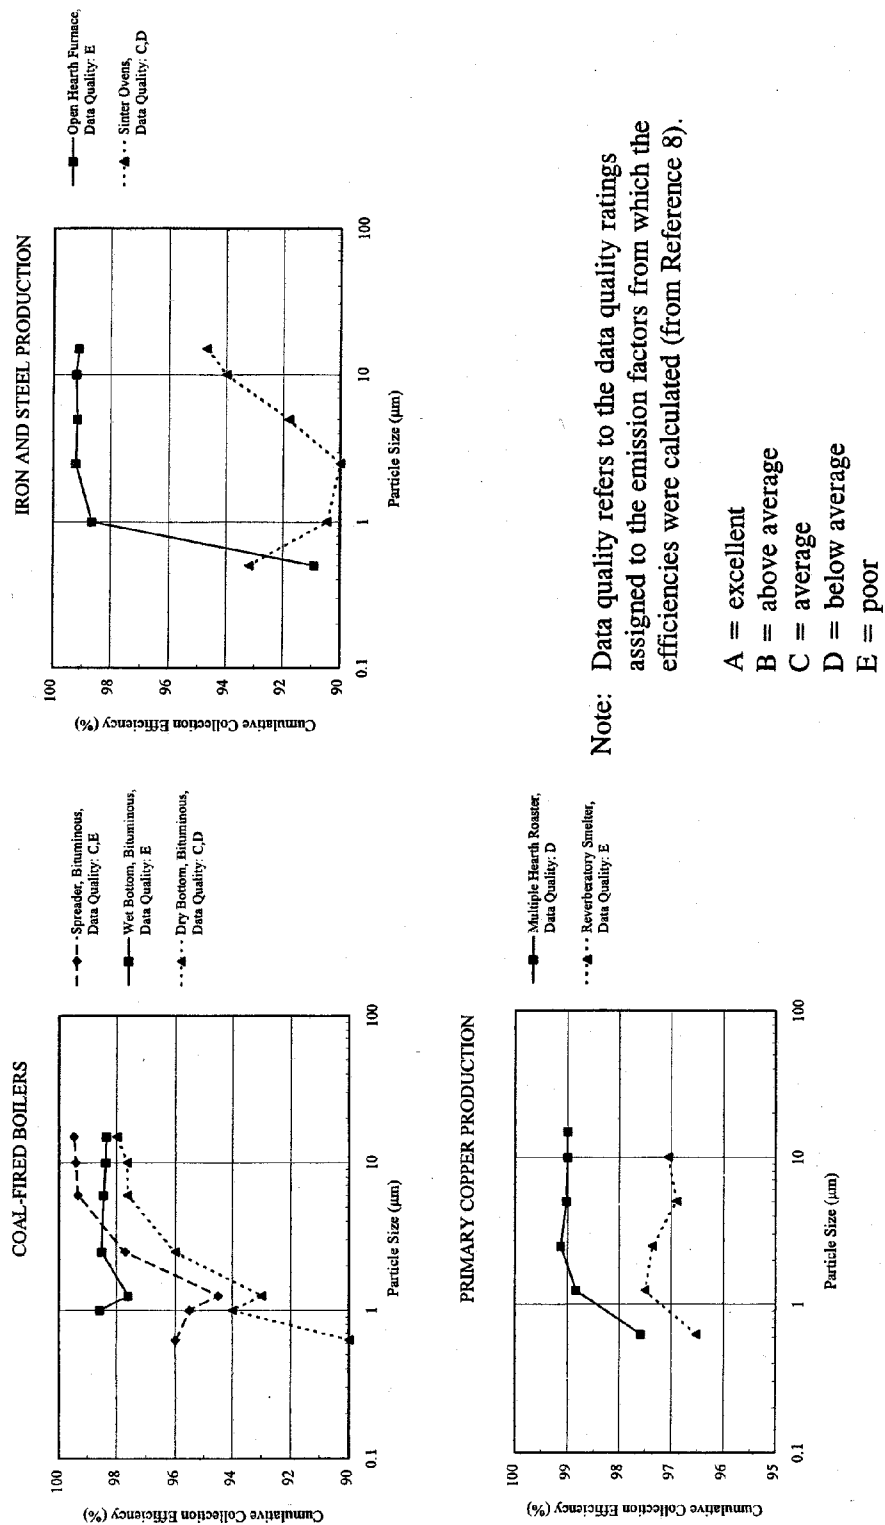 COAL-FIRED BOILERS
Cumulative Collection Efficiency (%)
100
98
96
94
92
90
0.1
1
10
100
Particle Size (µm)
Spreader, Bituminous,
Data Quality: C,E
Wet Bottom, Bituminous,
Data Quality: E
Dry Bottom, Bituminous,
Data Quality: C,D
IRON AND STEEL PRODUCTION
Cumulative Collection Efficiency (%)
100
98
96
94
92
90
0.1
1
10
100
Particle Size (µm)
Open Hearth Furnace,
Data Quality: E
Sinter Ovens,
Data Quality: C,D
PRIMARY COPPER PRODUCTION
Cumulative Collection Efficiency (%)
100
99
98
97
96
95
0.1
1
10
100
Particle Size (µm)
Multiple Hearth Roaster,
Data Quality: D
Reverberatory Smelter,
Data Quality: E
Note: Data quality refers to the data quality ratings
assigned to the emission factors from which the
efficiencies were calculated (from Reference 8).
A = excellent
B = above average
C = average
D = below average
E = poor